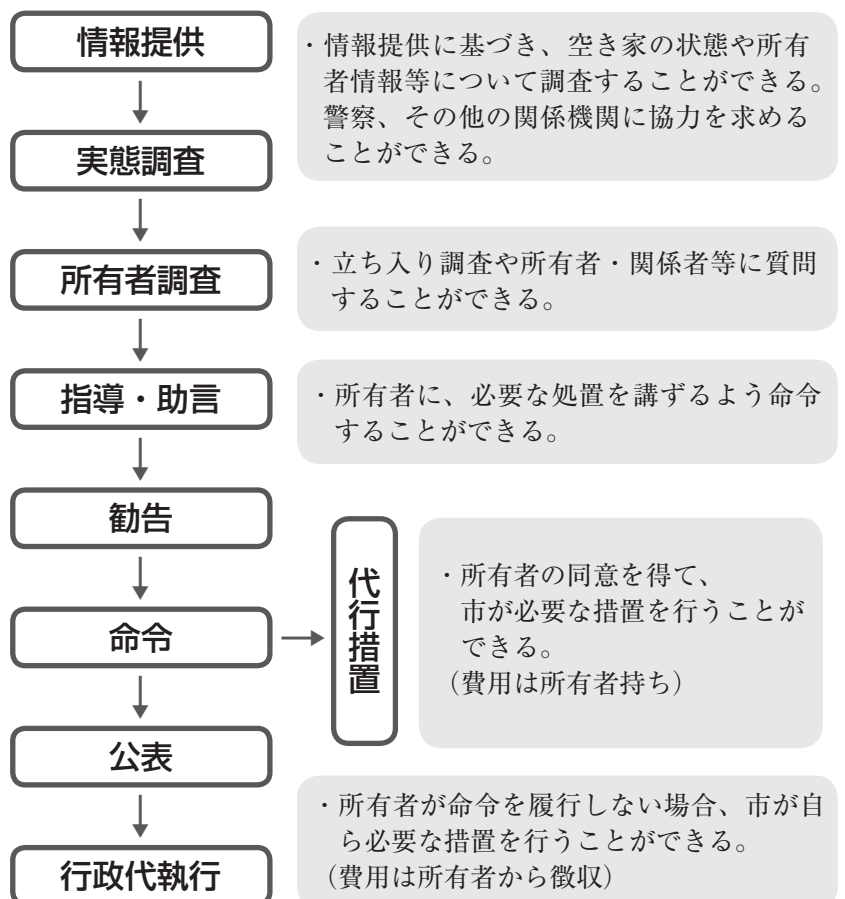 情報提供
・情報提供に基づき、空き家の状態や所有
者情報等について調査することができる。
警察、その他の関係機関に協力を求める
ことができる。
実態調査
所有者調査
・立ち入り調査や所有者・関係者等に質問
することができる。
指導・助言
・所有者に、必要な処置を講ずるよう命令
することができる。
勧告
命令
代行措置
・所有者の同意を得て、
市が必要な措置を行うことが
できる。
（費用は所有者持ち）
公表
行政代執行
・所有者が命令を履行しない場合、市が自
ら必要な措置を行うことができる。
（費用は所有者から徴収）